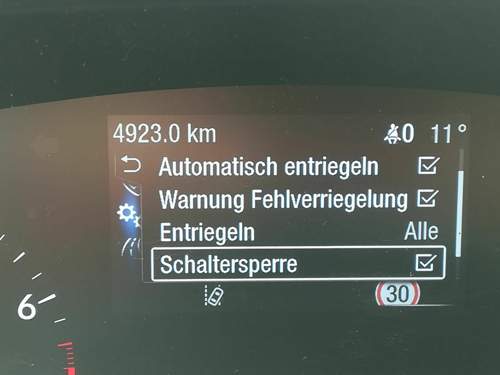 4923.0 km 0 11°
Automatisch entriegeln
Warnung Fehlverriegelung
Entriegeln Alle
Schaltersperre
30
6